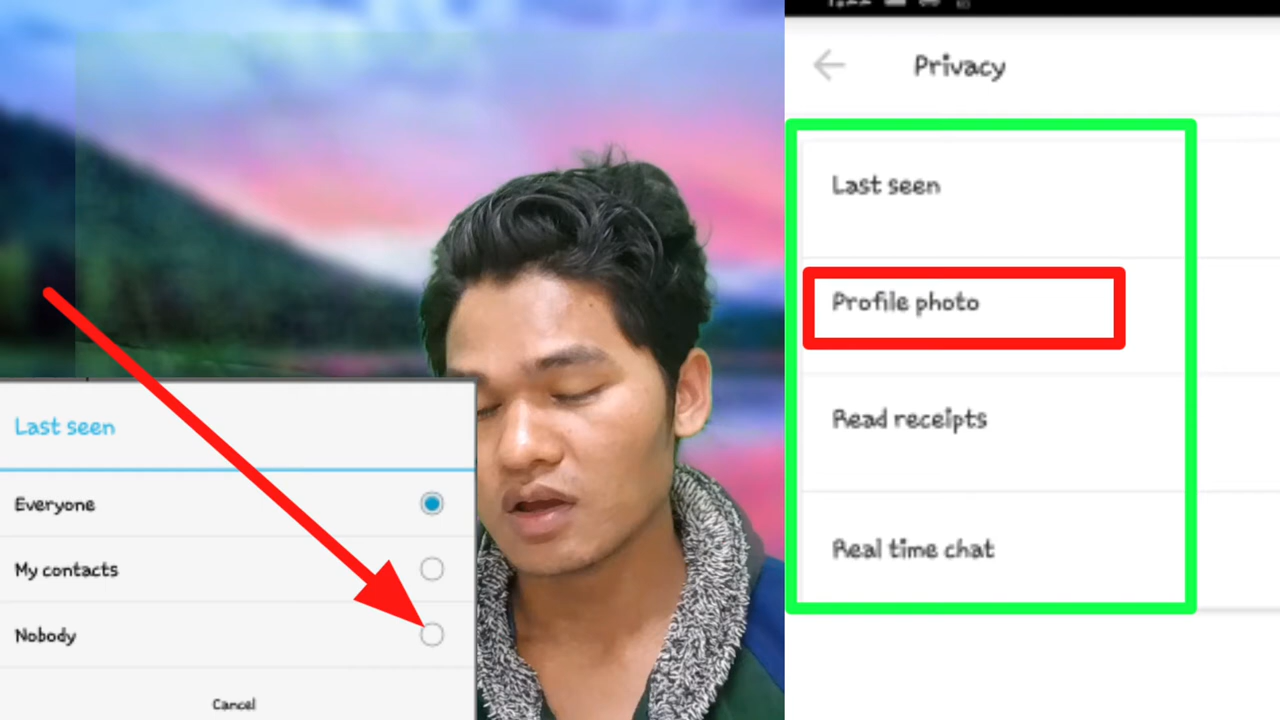 Privacy
Last seen
Profile photo
Read receipts
Real time chat
Last seen
Everyone
My contacts
Nobody
Cancel